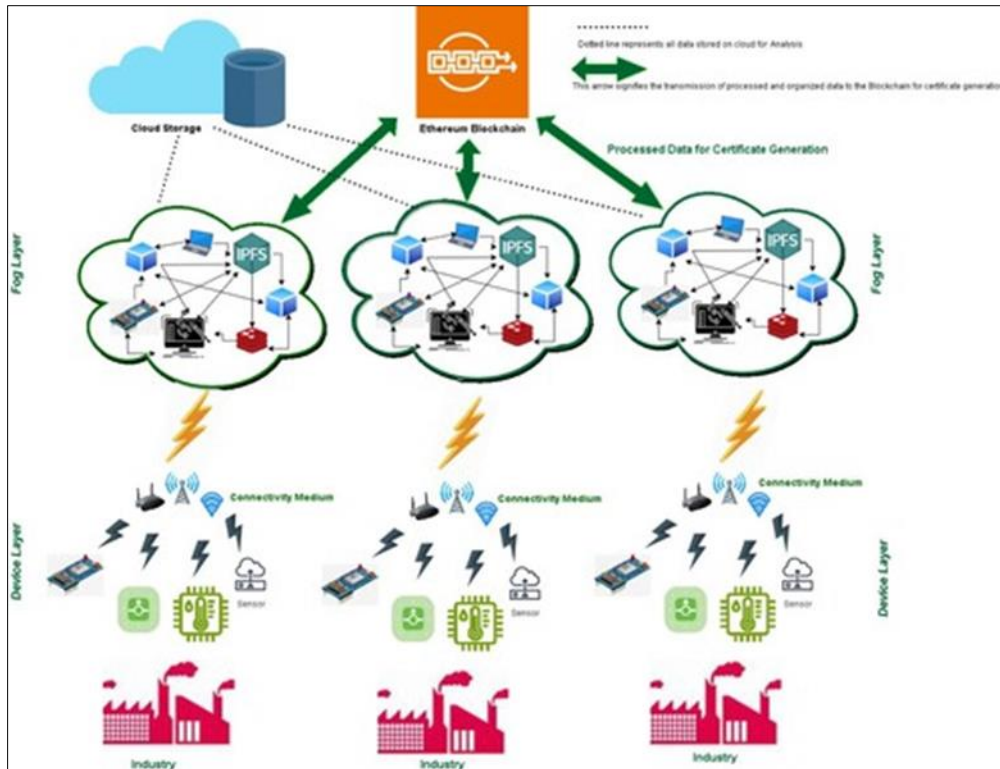 Dotted line represents all data stored on cloud for Analysis
This arrow signifies the transmission of processed and organized data to the Blockchain for certificate generation
Cloud Storage
Ethereum Blockchain
Processed Data for Certificate Generation
Fog Layer
IPFS
IPFS
IPFS
Fog Layer
Connectivity Medium
Connectivity Medium
Connectivity Medium
Device Layer
Sensor
Sensor
Sensor
Device Layer
Industry
Industry
Industry